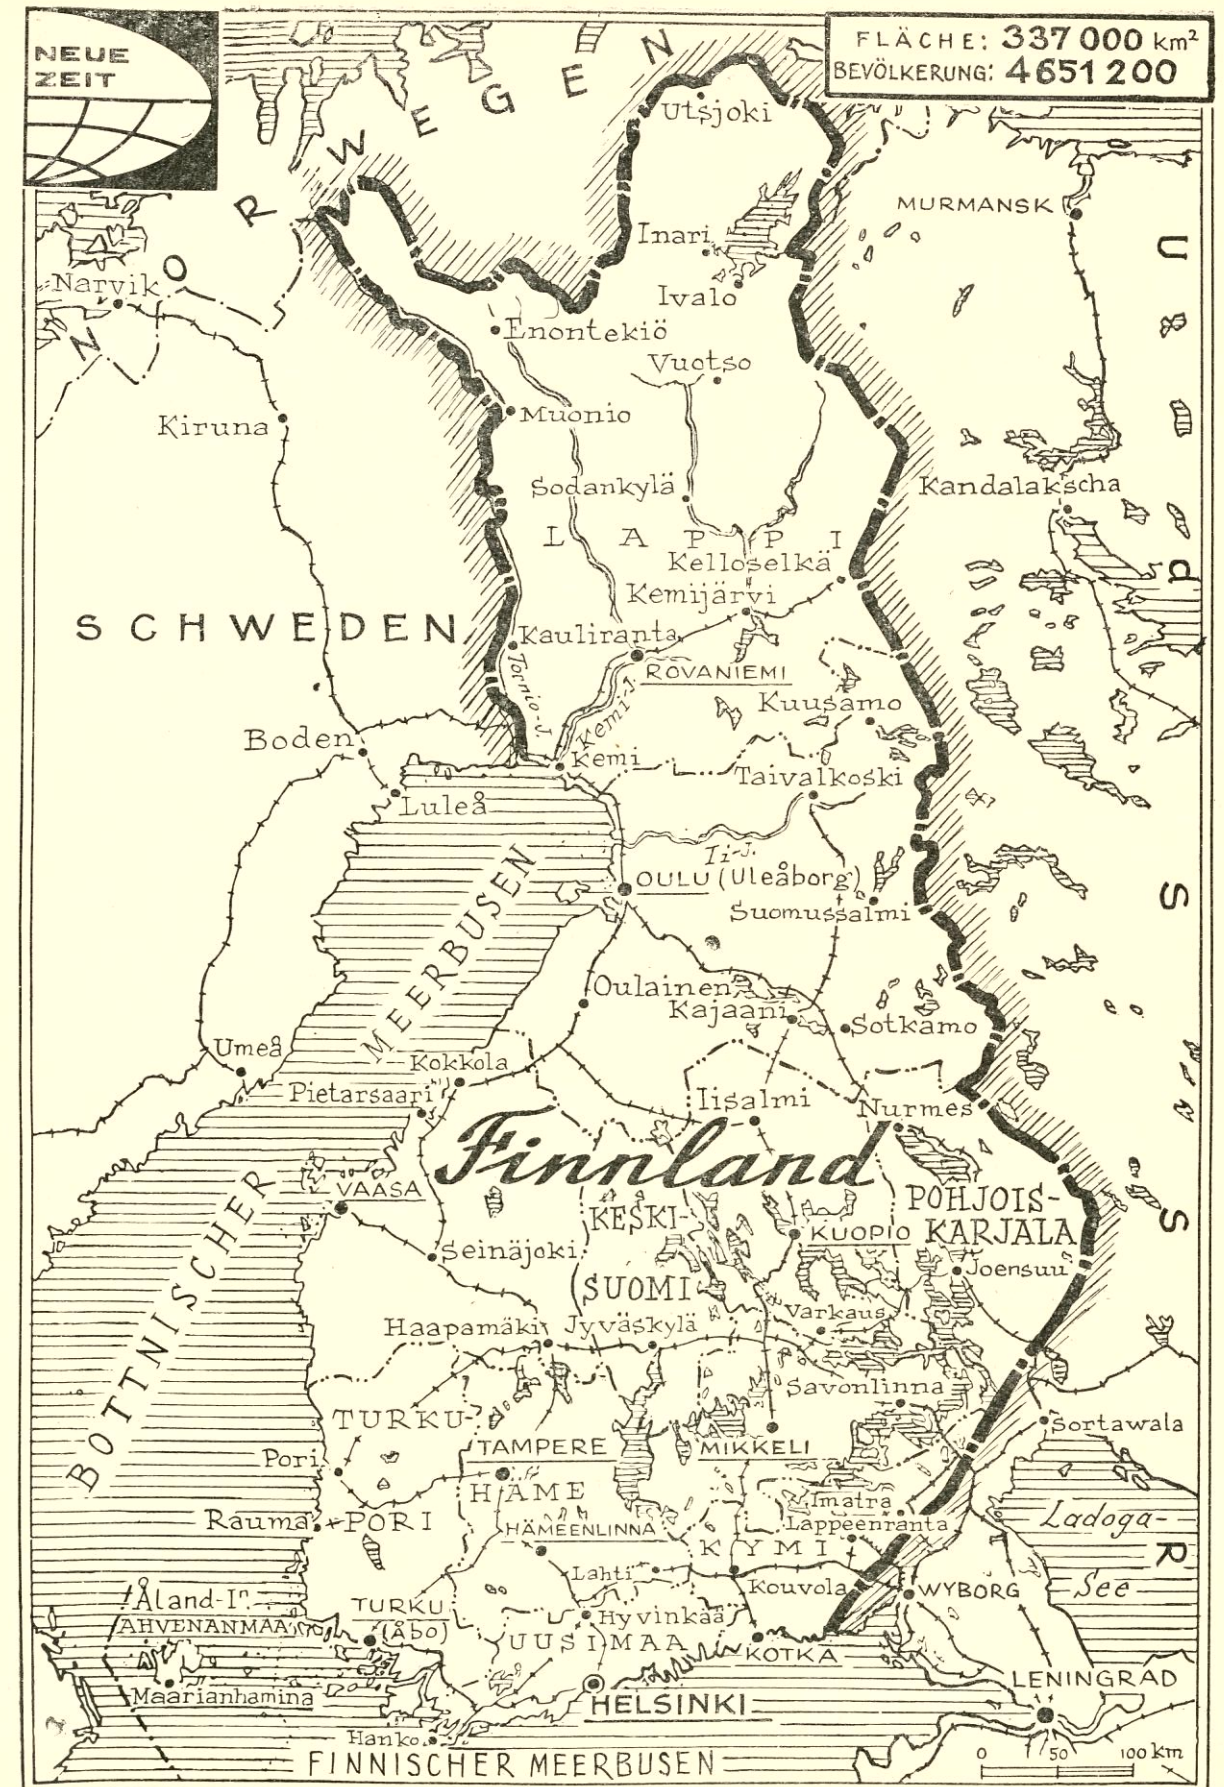 NEUE
ZEIT
FLÄCHE: 337 000 km²
BEVÖLKERUNG: 4651 200
NORWEGEN
Utsjoki
MURMANSK
Inari
Narvik
Ivalo
Enontekiö
Vuotso
Muonio
Kiruna
Sodankylä
Kandalakscha
LAPPI
Kelloselkä
Kemijärvi
SCHWEDEN
Kauliranta
ROVANIEMI
Tornio-J.
Kemi-J.
Kuusamo
Boden
Kemi
Taivalkoski
Luleå
Ii-J.
OULU (Uleåborg)
Suomussalmi
Oulainen
Kajaani
Sotkamo
Umeå
Kokkola
Pietarsaari
Iisalmi
Nurmes
Finnland
VAASA
KESKI-
SUOMI
POHJOIS-
KARJALA
KUOPIO
Seinäjoki
Joensuu
Varkaus
Haapamäki
Jyväskylä
Savonlinna
TURKU-
PORI
Sortawala
TAMPERE
MIKKELI
Pori
HÄME
Imatra
Rauma
Lappeenranta
HÄMEENLINNA
KYMI
Ladoga-
See
Lahti
Kouvola
WYBORG
Åland-In.
AHVENANMAA
TURKU
(Åbo)
Hyvinkää
UUSIMAA
KOTKA
Maarianhamina
HELSINKI
LENINGRAD
Hanko
BOTTNISCHER MEERBUSEN
FINNISCHER MEERBUSEN
UdSSR
0 50 100 km